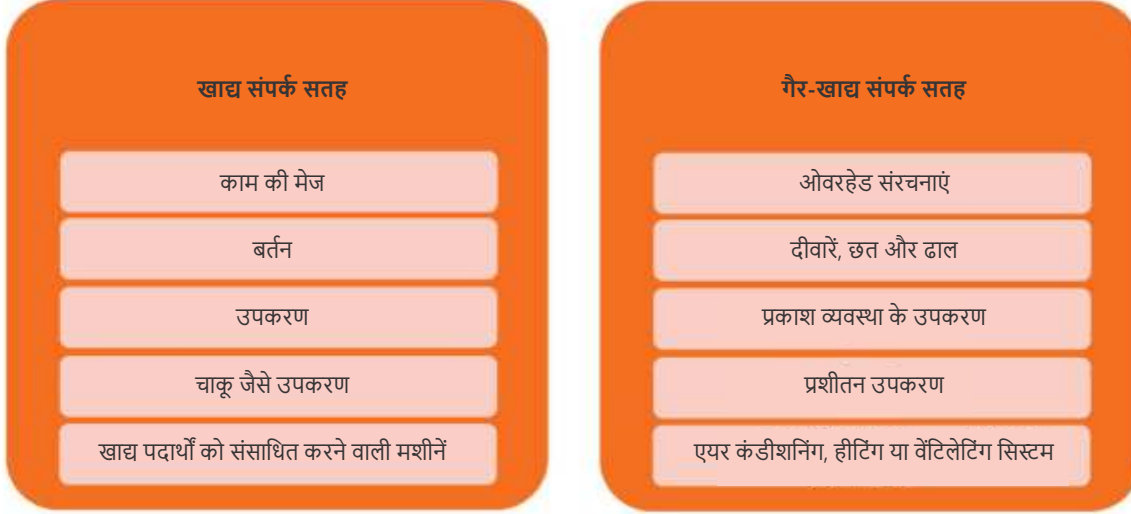 खाद्य संपर्क सतह
काम की मेज
बर्तन
उपकरण
चाकू जैसे उपकरण
खाद्य पदार्थों को संसाधित करने वाली मशीनें
गैर-खाद्य संपर्क सतह
ओवरहेड संरचनाएं
दीवारें, छत और ढाल
प्रकाश व्यवस्था के उपकरण
प्रशीतन उपकरण
एयर कंडीशनिंग, हीटिंग या वेंटिलेटिंग सिस्टम